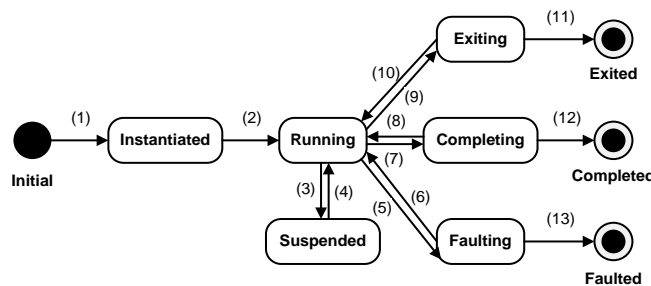 (11)
Exiting
Exited
(10)
(9)
(1)
(2)
(8)
(12)
Instantiated
Running
Completing
Initial
(7)
Completed
(3)
(4)
(5)
(6)
(13)
Suspended
Faulting
Faulted